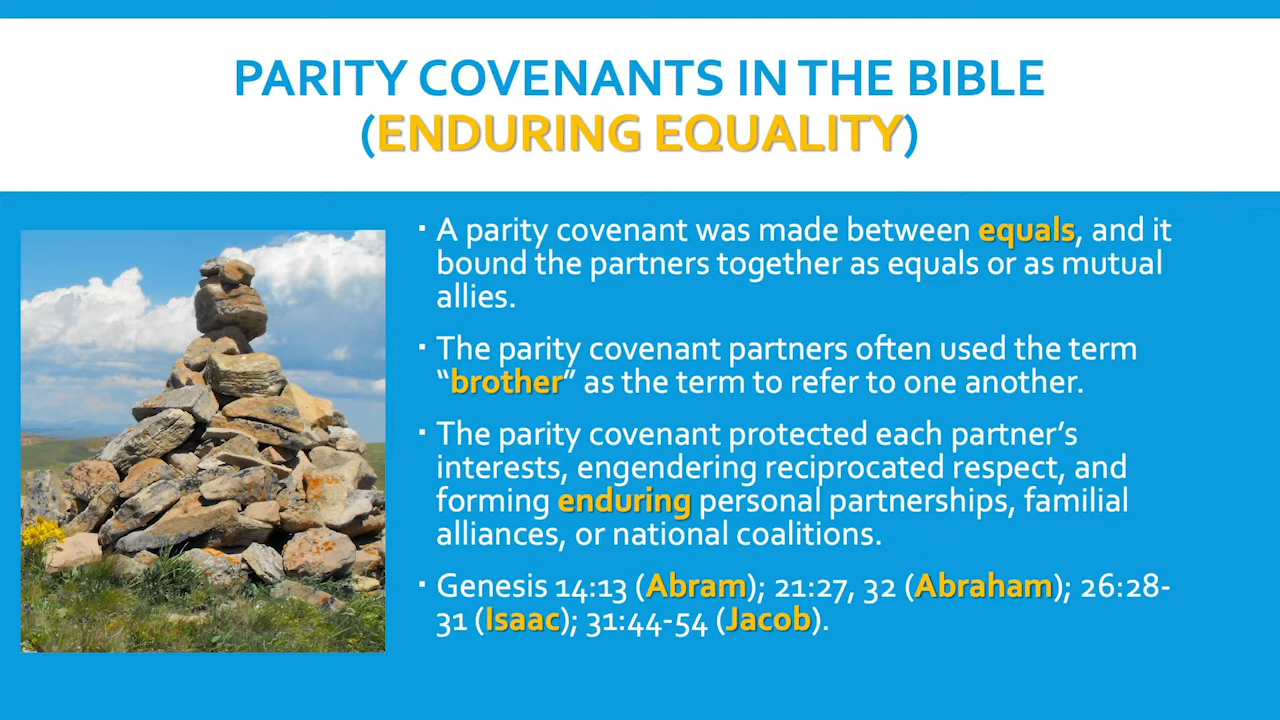 PARITY COVENANTS IN THE BIBLE
(ENDURING EQUALITY)
▪ A parity covenant was made between equals, and it
bound the partners together as equals or as mutual
allies.
▪ The parity covenant partners often used the term
“brother” as the term to refer to one another.
▪ The parity covenant protected each partner’s
interests, engendering reciprocated respect, and
forming enduring personal partnerships, familial
alliances, or national coalitions.
▪ Genesis 14:13 (Abram); 21:27, 32 (Abraham); 26:28-
31 (Isaac); 31:44-54 (Jacob).